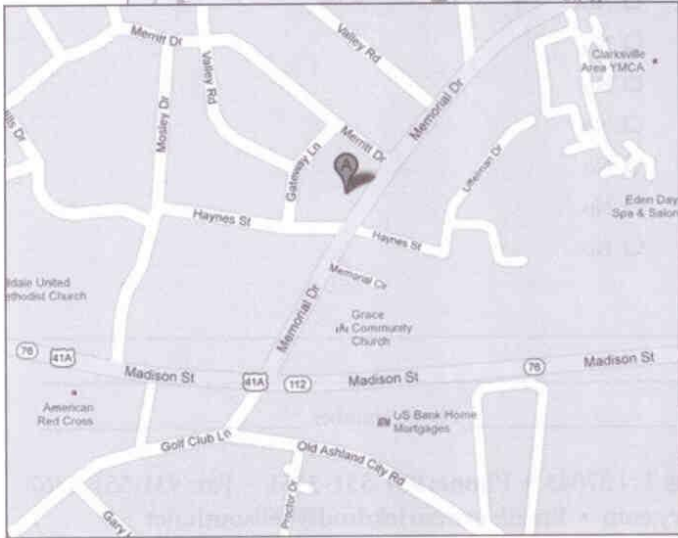 Merritt Dr
Valley Rd
Valley Rd
Mosley Dr
Merritt Dr
Memorial Dr
Clarksville
Area YMCA
Gateway Ln
A
Uffelman Dr
Haynes St
Haynes St
Eden Day
Spa & Salon
Memorial Cir
Memorial Dr
Grace
Community
Church
76
41A
Madison St
41A
112
Madison St
76
Madison St
American
Red Cross
US Bank Home
Mortgages
Golf Club Ln
Old Ashland City Rd
Proctor Dr